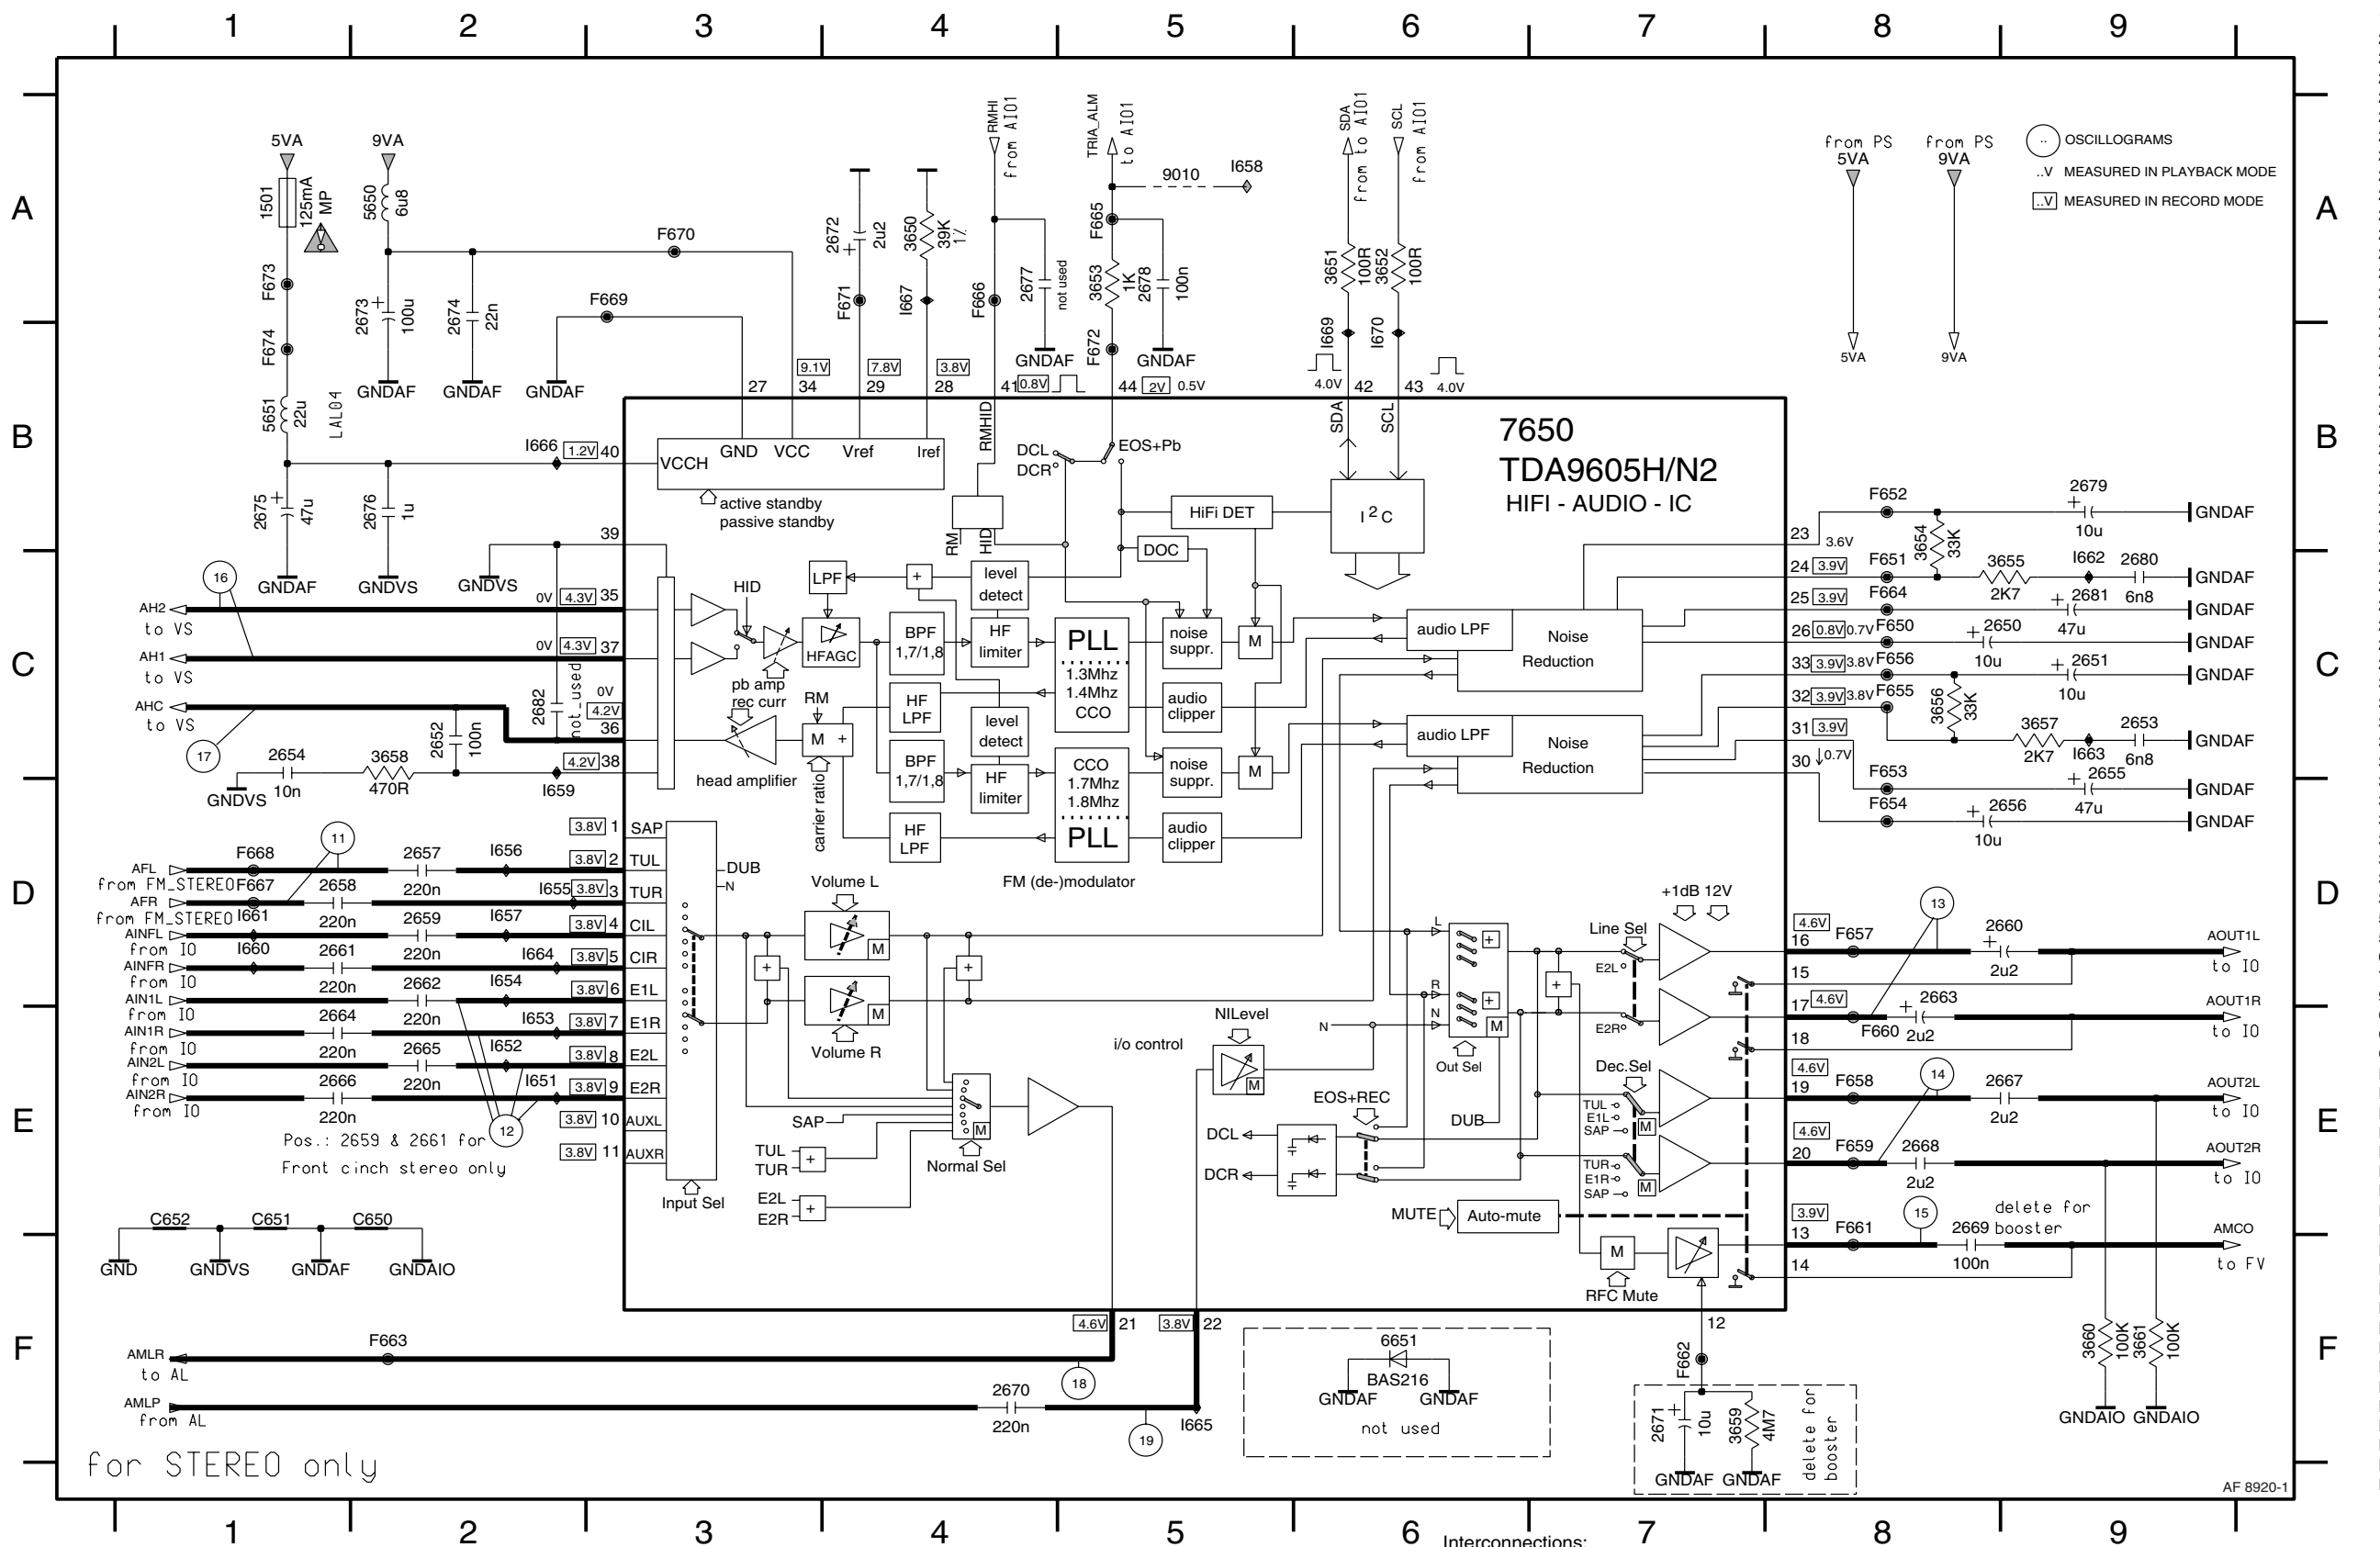 1 2 3 4 5 6 7 8 9
A
5VA
9VA
1501
125mA
MP
5650
6u8
F670
F673
2673
100u
2674
22n
F669
F674
GNDAF
GNDAF
GNDAF
2672
2u2
3650
39K
1%
F671
I667
RMHI
from AIO1
F666
2677
not used
GNDAF
TRIA_ALM
to AIO1
9010
I658
F665
3653
1K
2678
100n
F672
GNDAF
SDA
from to AIO1
SCL
from AIO1
3651
100R
3652
100R
I669
I670
from PS
5VA
from PS
9VA
5VA
9VA
.. OSCILLOGRAMS
..V MEASURED IN PLAYBACK MODE
..V MEASURED IN RECORD MODE
A
B
27
9.1V
34
7.8V
29
3.8V
28
41
0.8V
44
2V
0.5V
4.0V
42
43
4.0V
5651
22u
LAL04
I666
1.2V
40
VCCH
GND
VCC
Vref
Iref
active standby
passive standby
RMHID
DCL
DCR
EOS+Pb
SDA
SCL
7650
TDA9605H/N2
HIFI - AUDIO - IC
2675
47u
2676
1u
39
RM
HID
HiFi DET
I2C
DOC
GNDAF
GNDVS
GNDVS
23
3.6V
F652
3654
33K
2679
10u
GNDAF
B
C
16
AH2
to VS
0V
4.3V
35
AH1
to VS
0V
4.3V
37
AHC
to VS
0V
4.2V
36
2682
not_used
17
2652
100n
2654
10n
GNDVS
3658
470R
I659
4.2V
38
HID
LPF
+
level
detect
HFAGC
BPF
1,7/1,8
HF
limiter
PLL
1.3Mhz
1.4Mhz
CCO
noise
suppr.
M
audio LPF
Noise
Reduction
pb amp
rec curr
RM
HF
LPF
level
detect
audio
clipper
M +
head amplifier
carrier ratio
BPF
1,7/1,8
HF
limiter
CCO
1.7Mhz
1.8Mhz
PLL
noise
suppr.
M
audio LPF
Noise
Reduction
HF
LPF
audio
clipper
FM (de-)modulator
24
3.9V
F651
3655
2K7
I662
2680
6n8
GNDAF
25
3.9V
F664
2681
47u
GNDAF
26
0.8V
0.7V
F650
2650
10u
GNDAF
33
3.9V
3.8V
F656
2651
10u
GNDAF
32
3.9V
3.8V
F655
3656
33K
31
3.9V
3657
2K7
I663
2653
6n8
GNDAF
30
0.7V
F653
2655
47u
GNDAF
F654
2656
10u
GNDAF
C
D
11
3.8V
1
SAP
AFL
from FM_STEREO
F668
2657
220n
I656
3.8V
2
TUL
AFR
from FM_STEREO
F667
2658
220n
I655
3.8V
3
TUR
AINFL
from IO
I661
2659
220n
I657
3.8V
4
CIL
AINFR
from IO
I660
2661
220n
I664
3.8V
5
CIR
AIN1L
from IO
2662
220n
I654
3.8V
6
E1L
AIN1R
from IO
2664
220n
I653
3.8V
7
E1R
AIN2L
from IO
2665
220n
I652
3.8V
8
E2L
AIN2R
from IO
2666
220n
I651
3.8V
9
E2R
12
3.8V
10
AUXL
3.8V
11
AUXR
Pos.: 2659 & 2661 for
Front cinch stereo only
DUB
N
Volume L
M
+
+
M
Volume R
Input Sel
SAP
TUL
TUR
+
E2L
E2R
+
M
Normal Sel
i/o control
NILevel
M
N
L
R
N
+
+
M
Out Sel
DUB
EOS+REC
DCL
DCR
+1dB 12V
Line Sel
E2L
E2R
+
Dec.Sel
TUL
E1L
SAP
M
TUR
E1R
SAP
M
MUTE
Auto-mute
M
RFC Mute
D
4.6V
16
F657
13
2660
2u2
AOUT1L
to IO
15
17
4.6V
F660
2663
2u2
AOUT1R
to IO
18
E
4.6V
19
F658
14
2667
2u2
AOUT2L
to IO
4.6V
20
F659
2668
2u2
AOUT2R
to IO
3.9V
13
F661
15
2669
100n
delete for
booster
AMCO
to FV
14
E
C652
C651
C650
GND
GNDVS
GNDAF
GNDAIO
F
4.6V
21
3.8V
22
12
AMLR
to AL
F663
18
AMLP
from AL
2670
220n
19
I665
6651
BAS216
GNDAF
GNDAF
not used
F662
2671
10u
3659
4M7
GNDAF
GNDAF
delete for
booster
3660
100K
3661
100K
GNDAIO
GNDAIO
F
for STEREO only
AF 8920-1
1 2 3 4 5 6 7 8 9
Interconnections: